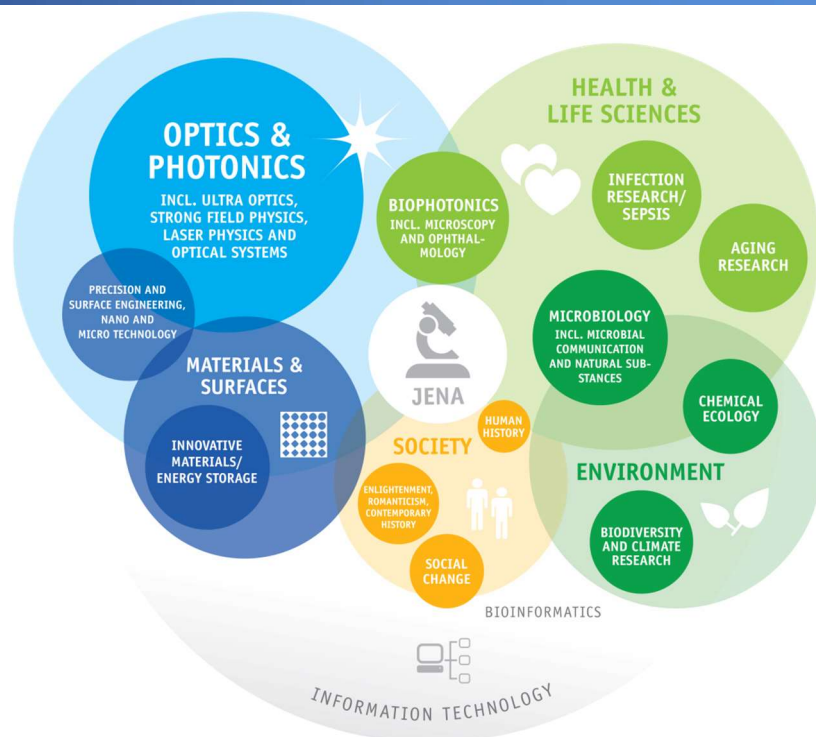 OPTICS &
PHOTONICS
INCL. ULTRA OPTICS,
STRONG FIELD PHYSICS,
LASER PHYSICS AND
OPTICAL SYSTEMS
PRECISION AND
SURFACE ENGINEERING,
NANO AND
MICRO TECHNOLOGY
MATERIALS &
SURFACES
INNOVATIVE
MATERIALS/
ENERGY STORAGE
BIOPHOTONICS
INCL. MICROSCOPY
AND OPHTHAL-
MOLOGY
JENA
HEALTH &
LIFE SCIENCES
INFECTION
RESEARCH/
SEPSIS
AGING
RESEARCH
MICROBIOLOGY
INCL. MICROBIAL
COMMUNICATION
AND NATURAL SUB-
STANCES
CHEMICAL
ECOLOGY
ENVIRONMENT
BIODIVERSITY
AND CLIMATE
RESEARCH
HUMAN
HISTORY
SOCIETY
ENLIGHTENMENT,
ROMANTICISM,
CONTEMPORARY
HISTORY
SOCIAL
CHANGE
BIOINFORMATICS
INFORMATION TECHNOLOGY